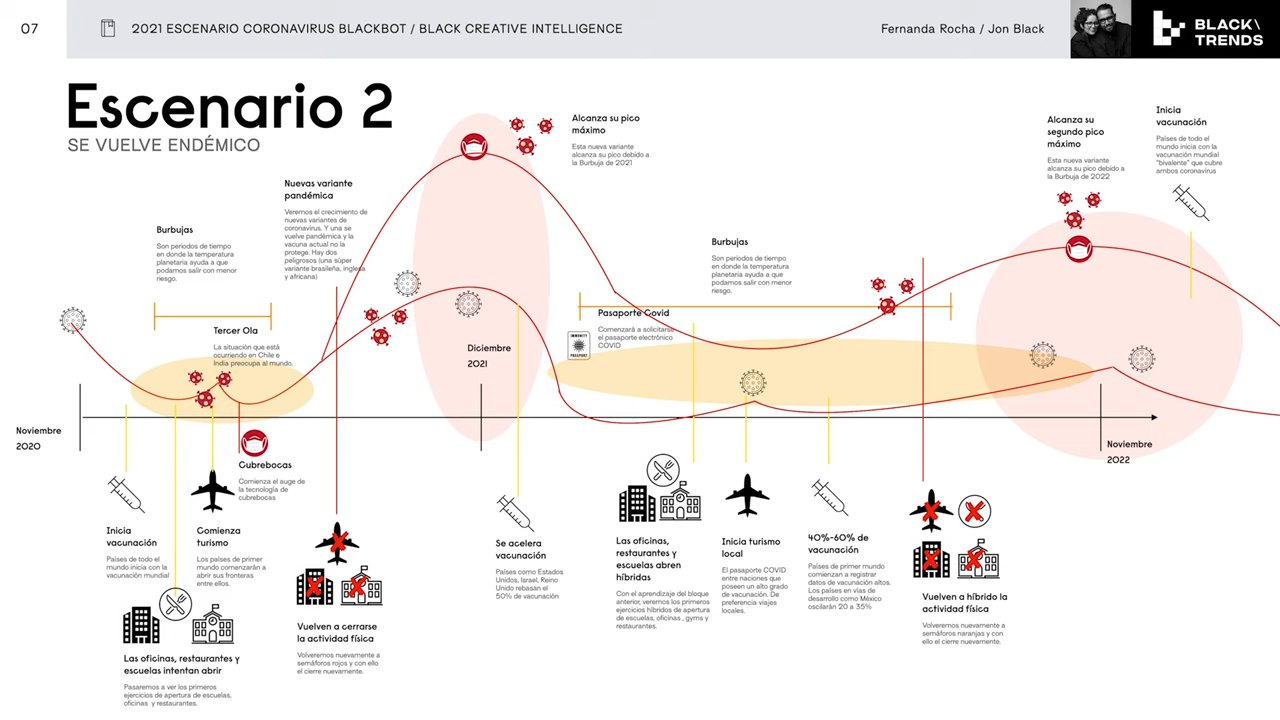 07
2021 ESCENARIO CORONAVIRUS BLACKBOT / BLACK CREATIVE INTELLIGENCE
Fernanda Rocha / Jon Black
BLACK\
TRENDS
Escenario 2
SE VUELVE ENDÉMICO
Burbujas
Son periodos de tiempo
en donde la temperatura
planetaria ayuda a que
podamos salir con menor
riesgo.
Nuevas variante
pandémica
Veremos el crecimiento de
nuevas variantes de
coronavirus. Y una se
vuelve pandémica y la
vacuna actual no la
protege. Hay dos
peligrosos (una súper
variante brasileña, inglesa
y africana)
Alcanza su pico
máximo
Esta nueva variante
alcanza su pico debido a
la Burbuja de 2021
Burbujas
Son periodos de tiempo
en donde la temperatura
planetaria ayuda a que
podamos salir con menor
riesgo.
Alcanza su
segundo pico
máximo
Esta nueva variante
alcanza su pico debido a
la Burbuja de 2022
Inicia
vacunación
Países de todo el
mundo inicia con la
vacunación mundial
"bivalente" que cubre
ambos coronavirus
Tercer Ola
La situación que está
ocurriendo en Chile e
India preocupa al mundo.
Pasaporte Covid
Comenzará a solicitarse
el pasaporte electrónico
COVID
IMMUNITY
PASSPORT
Diciembre
2021
Noviembre
2020
Noviembre
2022
Cubrebocas
Comienza el auge de
la tecnología de
cubrebocas
Inicia
vacunación
Países de todo el
mundo inicia con la
vacunación mundial
Comienza
turismo
Los países de primer
mundo comenzarán a
abrir sus fronteras
entre ellos.
Las oficinas, restaurantes y
escuelas intentan abrir
Pasaremos a ver los primeros
ejercicios de apertura de escuelas,
oficinas y restaurantes.
Vuelven a cerrarse
la actividad física
Volveremos nuevamente a
semáforos rojos y con ello
el cierre nuevamente.
Se acelera
vacunación
Países como Estados
Unidos, Israel, Reino
Unido rebasan el
50% de vacunación
Las oficinas,
restaurantes y
escuelas abren
híbridas
Con el aprendizaje del bloque
anterior, veremos los primeros
ejercicios híbridos de apertura
de escuelas, oficinas , gyms y
restaurantes.
Inicia turismo
local
El pasaporte COVID
entre naciones que
poseen un alto grado
de vacunación. De
preferencia viajes
locales.
40%-60% de
vacunación
Países de primer mundo
comienzan a registrar
datos de vacunación altos.
Los países en vías de
desarrollo como México
oscilarán 20 a 35%
Vuelven a híbrido la
actividad física
Volveremos nuevamente a
semáforos naranjas y con ello
el cierre nuevamente.